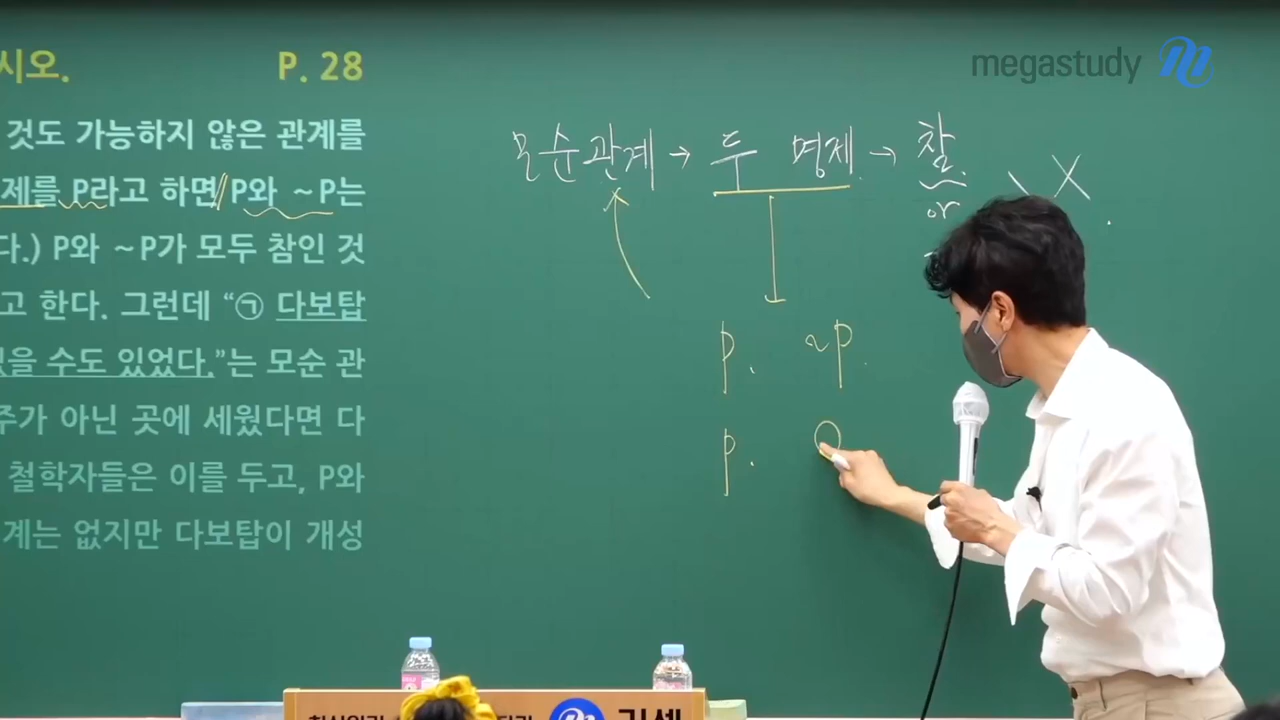 시오. P. 28
것도 가능하지 않은 관계를
제를 P라고 하면 P와 ~P는
다.) P와 ~P가 모두 참인 것
고 한다. 그런데 “㉠ 다보탑
있을 수도 있었다.”는 모순 관
주가 아닌 곳에 세웠다면 다
철학자들은 이를 두고, P와
계는 없지만 다보탑이 개성
megastudy
모순관계 → 두 명제 → 참
or
X
P. ~P.
P. Q